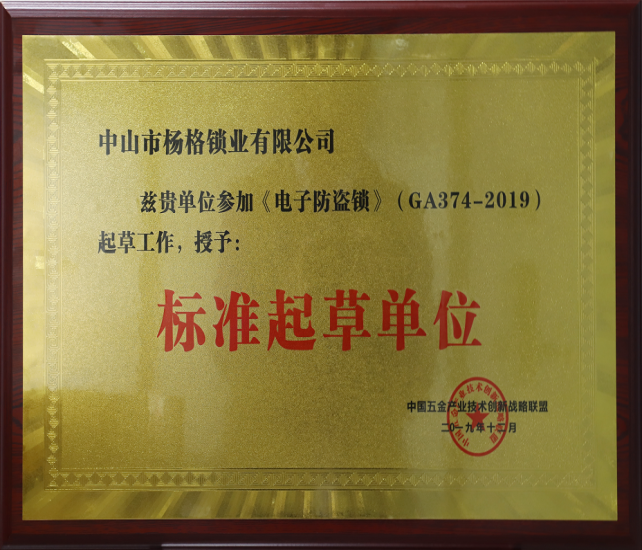 中山市杨格锁业有限公司
兹贵单位参加《电子防盗锁》（GA374-2019）
起草工作，授予：
标准起草单位
中国五金产业技术创新战略联盟
二〇一九年十二月